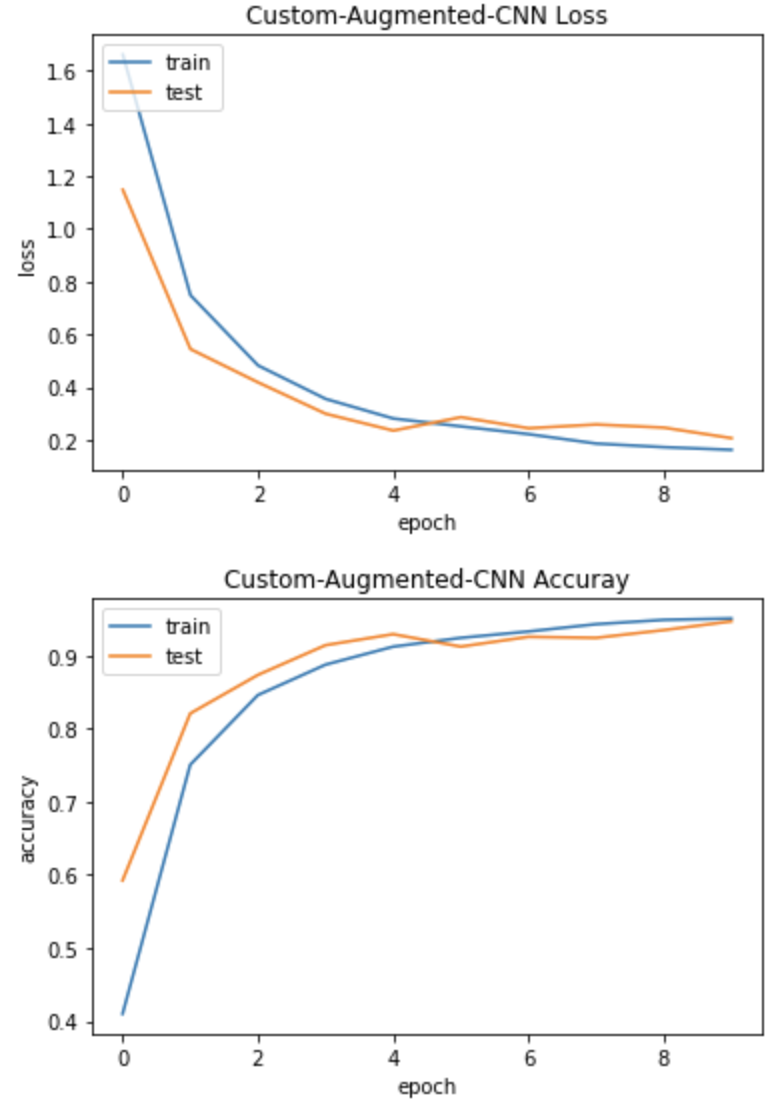 Custom-Augmented-CNN Loss
train
test
1.6
1.4
1.2
1.0
0.8
0.6
0.4
0.2
loss
0 2 4 6 8
epoch
Custom-Augmented-CNN Accuray
train
test
0.9
0.8
0.7
0.6
0.5
0.4
accuracy
0 2 4 6 8
epoch